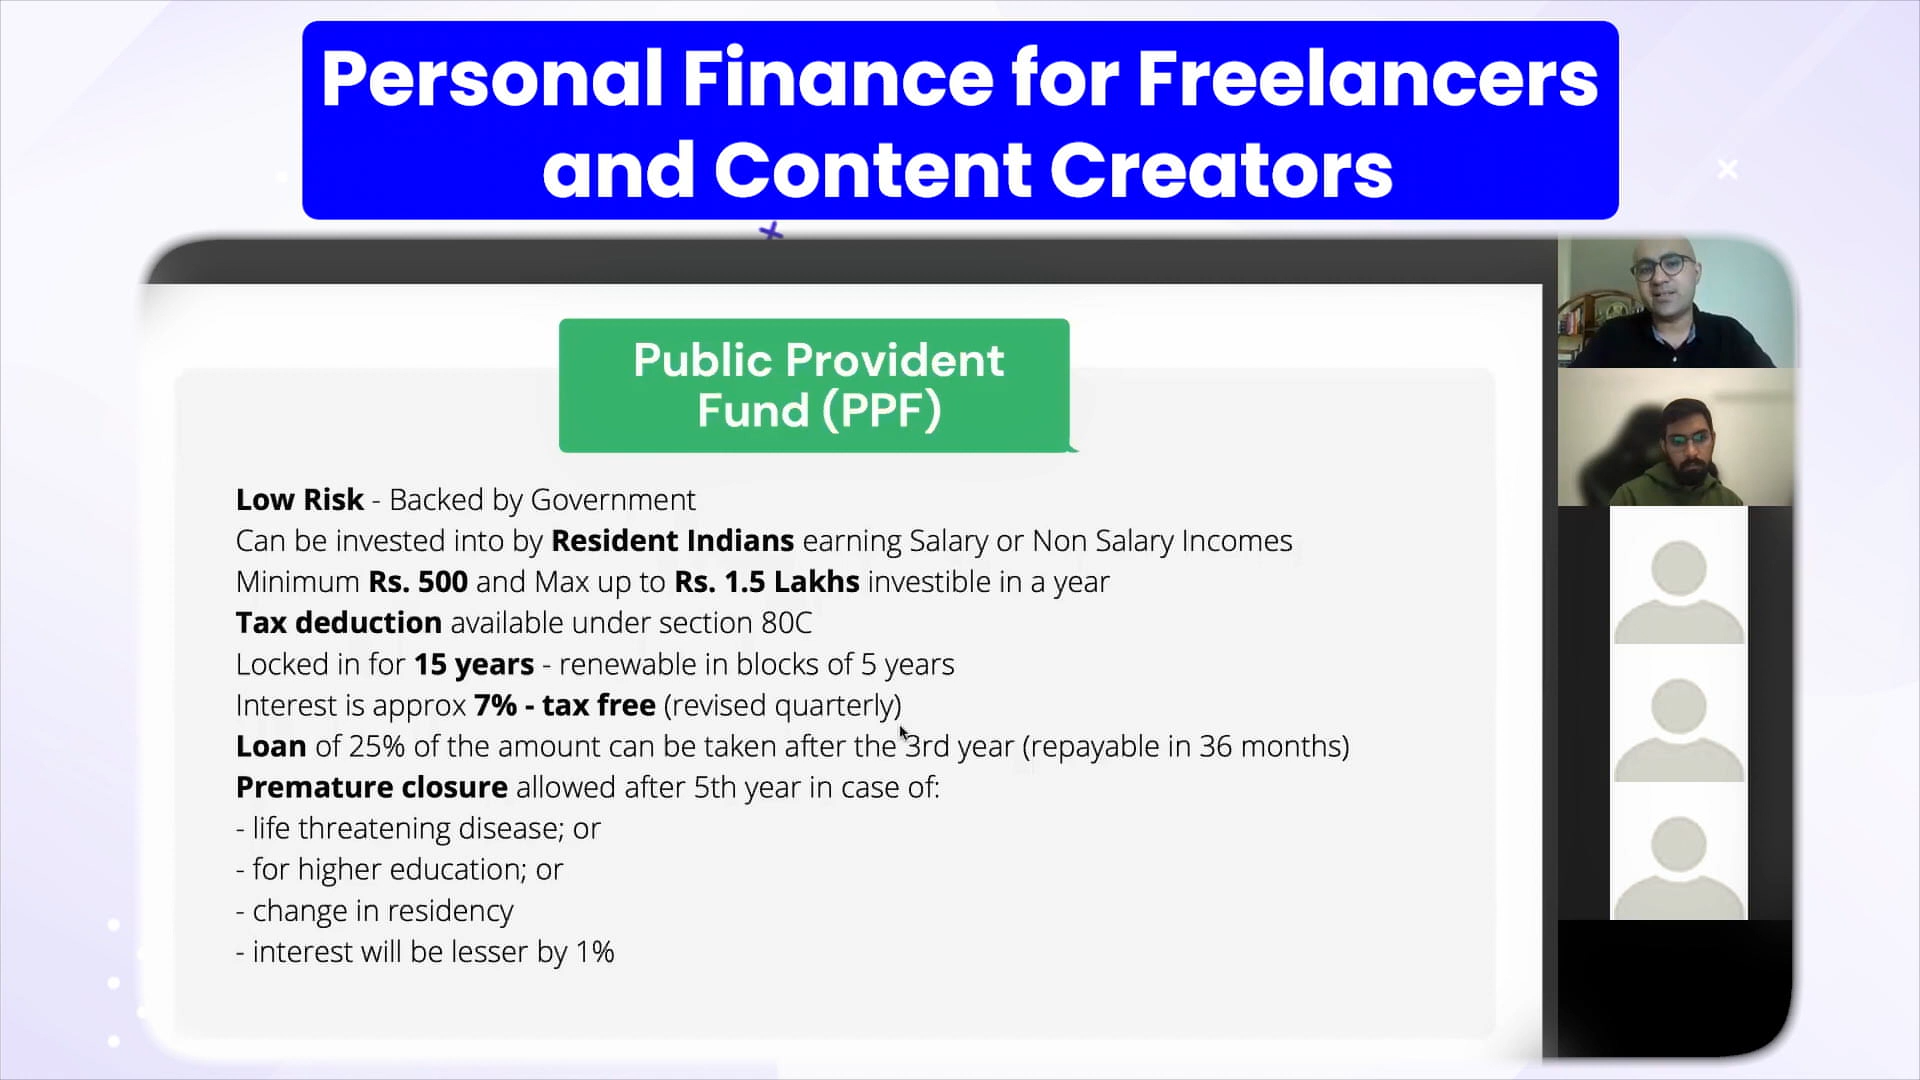 Personal Finance for Freelancers
and Content Creators
Public Provident
Fund (PPF)
Low Risk - Backed by Government
Can be invested into by Resident Indians earning Salary or Non Salary Incomes
Minimum Rs. 500 and Max up to Rs. 1.5 Lakhs investible in a year
Tax deduction available under section 80C
Locked in for 15 years - renewable in blocks of 5 years
Interest is approx 7% - tax free (revised quarterly)
Loan of 25% of the amount can be taken after the 3rd year (repayable in 36 months)
Premature closure allowed after 5th year in case of:
- life threatening disease; or
- for higher education; or
- change in residency
- interest will be lesser by 1%